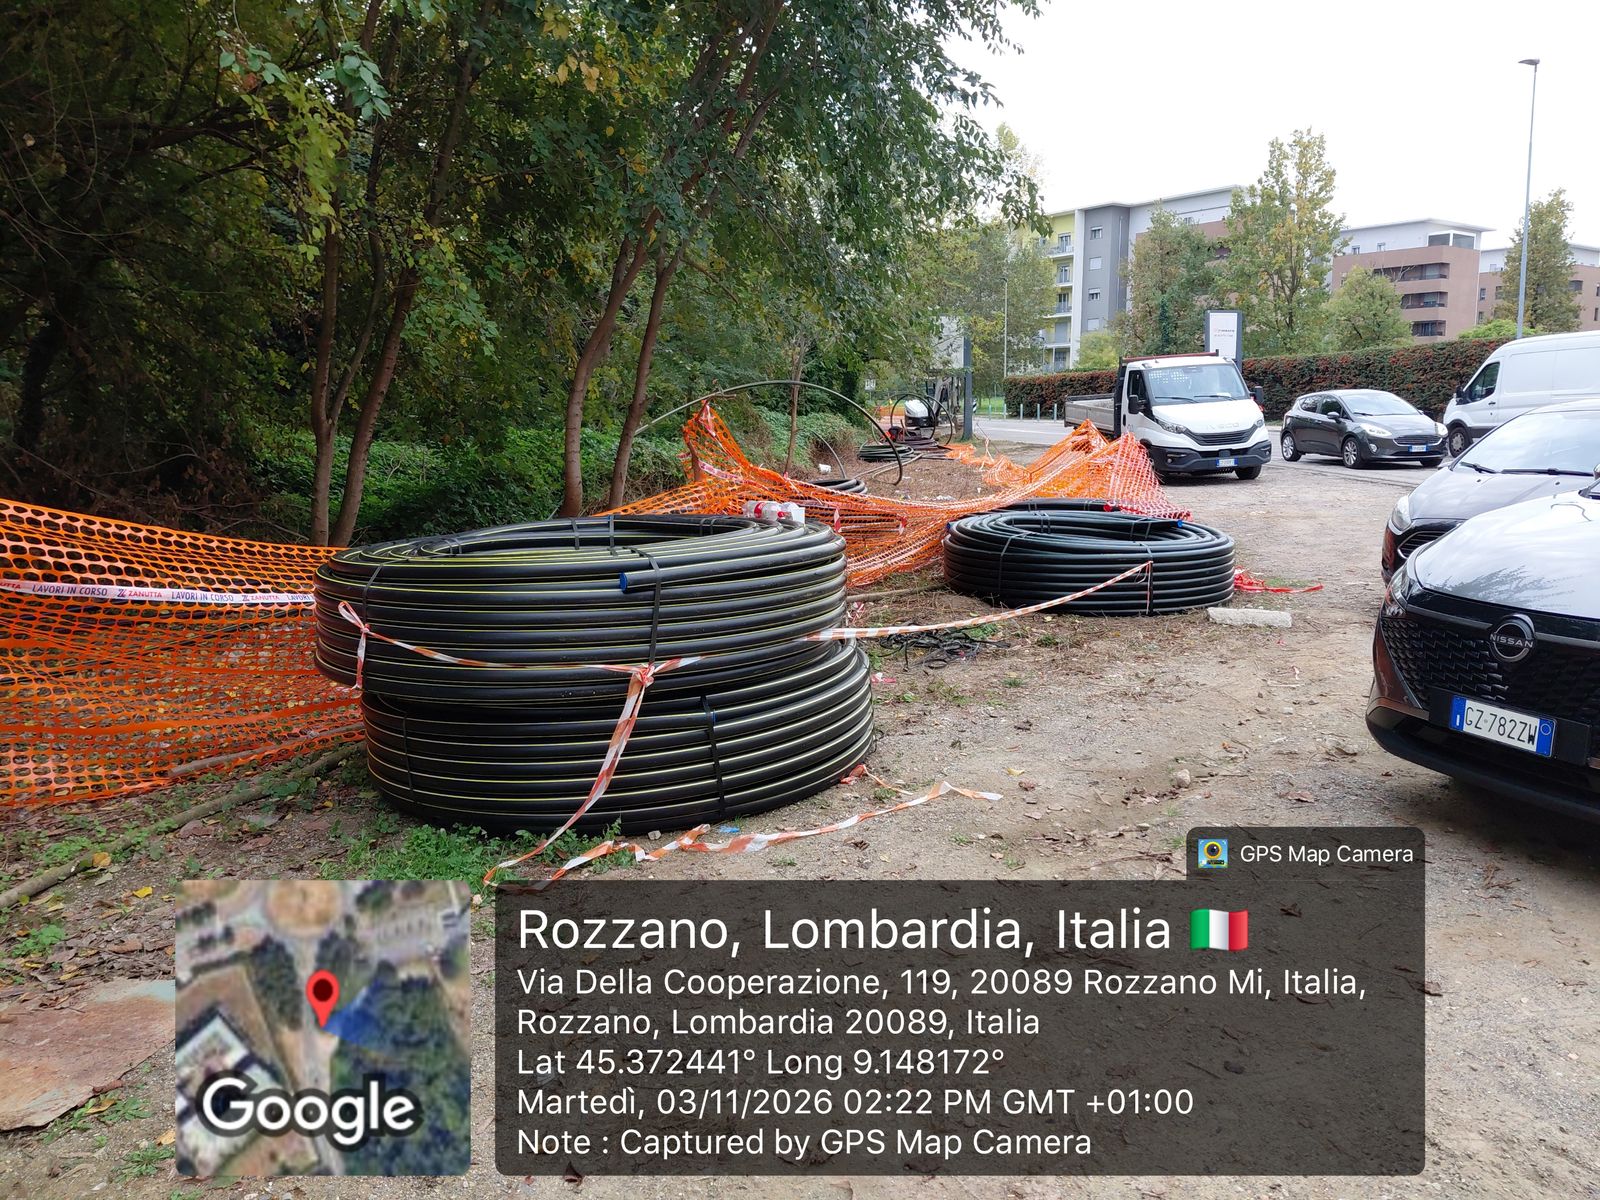 LAVORI IN CORSO ZANUTTA LAVORI IN CORSO ZANUTTA
IVECO
NISSAN
GZ 782ZW
GPS Map Camera
Rozzano, Lombardia, Italia
Via Della Cooperazione, 119, 20089 Rozzano Mi, Italia,
Rozzano, Lombardia 20089, Italia
Lat 45.372441° Long 9.148172°
Martedì, 03/11/2026 02:22 PM GMT +01:00
Note : Captured by GPS Map Camera
Google